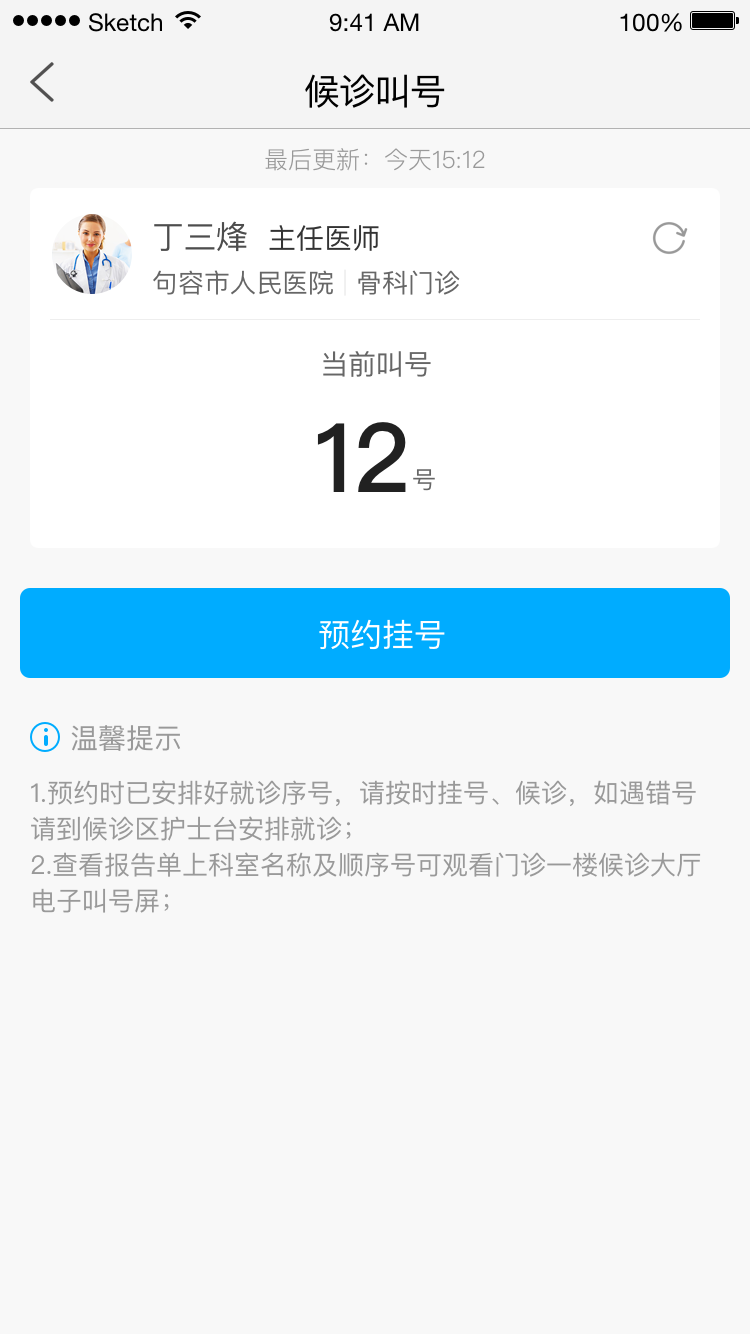 Sketch 9:41 AM 100%
候诊叫号
最后更新：今天15:12
丁三烽 主任医师
句容市人民医院 骨科门诊
当前叫号
12号
预约挂号
温馨提示
1.预约时已安排好就诊序号，请按时挂号、候诊，如遇错号
请到候诊区护士台安排就诊；
2.查看报告单上科室名称及顺序号可观看门诊一楼候诊大厅
电子叫号屏；